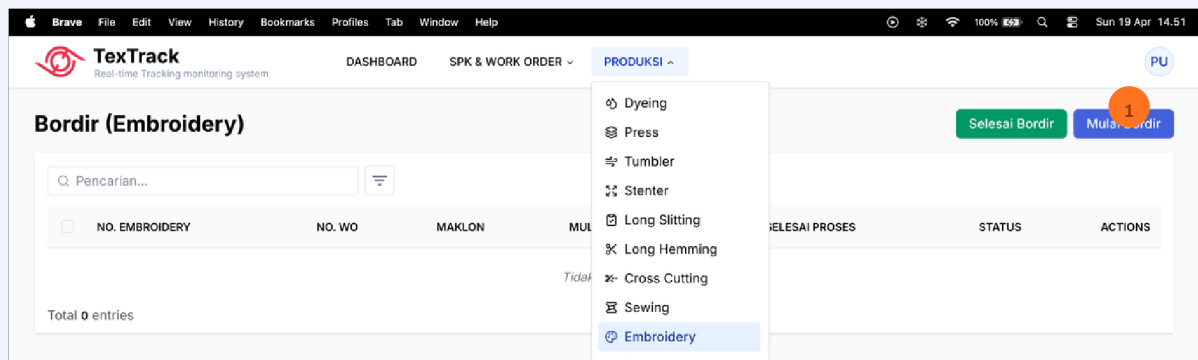 Brave File Edit View History Bookmarks Profiles Tab Window Help 100% Sun 19 Apr 14.51
TexTrack
Real-time Tracking monitoring system
DASHBOARD SPK & WORK ORDER PRODUKSI PU
Bordir (Embroidery)
Selesai Bordir
1
Dyeing
Press
Tumbler
Stenter
Long Slitting
Long Hemming
Cross Cutting
Sewing
Embroidery
Pencarian...
NO. EMBROIDERY NO. WO MAKLON SELESAI PROSES STATUS ACTIONS
Total 0 entries